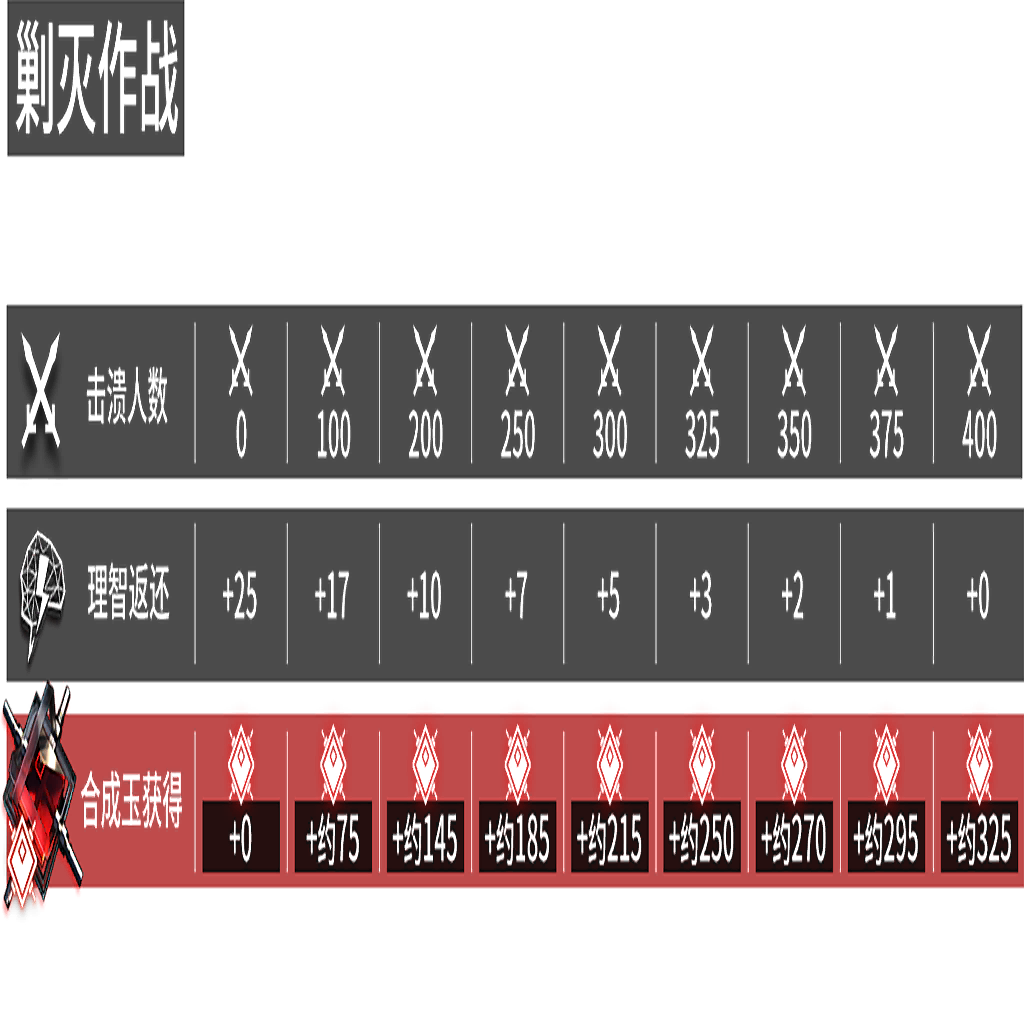 剿灭作战
击溃人数 0 100 200 250 300 325 350 375 400
理智返还 +25 +17 +10 +7 +5 +3 +2 +1 +0
合成玉获得 +0 +约75 +约145 +约185 +约215 +约250 +约270 +约295 +约325